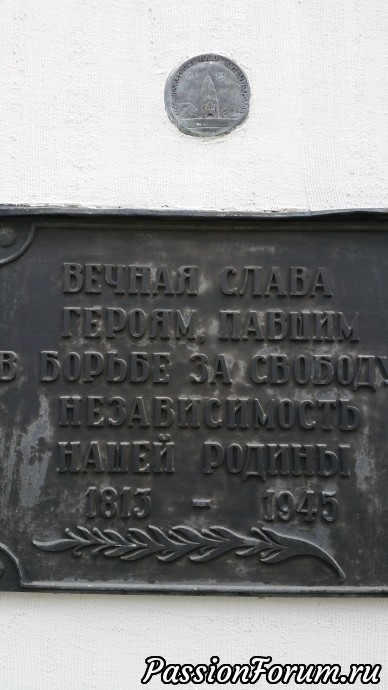 ВЕЧНАЯ СЛАВА
ГЕРОЯМ, ПАВШИМ
В БОРЬБЕ ЗА СВОБОДУ
НЕЗАВИСИМОСТЬ
НАШЕЙ РОДИНЫ
1813 - 1945
PassionForum.ru